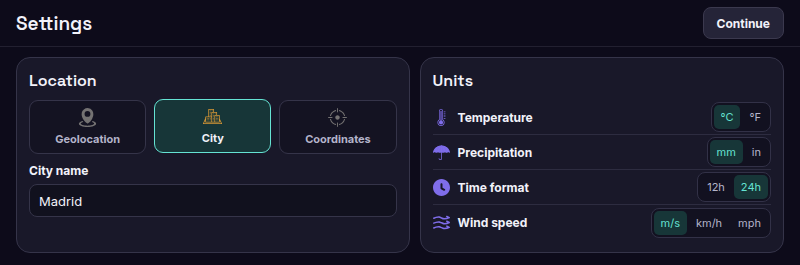 Settings
Continue
Location
Geolocation
City
Coordinates
City name
Madrid
Units
Temperature
°C
°F
Precipitation
mm
in
Time format
12h
24h
Wind speed
m/s
km/h
mph